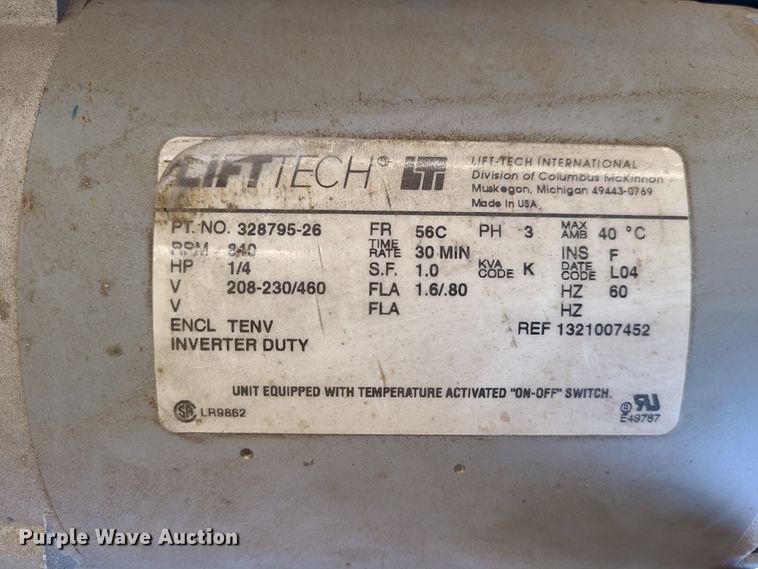 LIFTTECH® LTI
LIFT-TECH INTERNATIONAL
Division of Columbus McKinnon
Muskegon, Michigan 49443-0769
Made in USA
PT. NO. 328795-26 FR 56C PH 3 MAX AMB 40 °C
RPM 840 TIME RATE 30 MIN INS F
HP 1/4 S.F. 1.0 KVA CODE K DATE CODE L04
V 208-230/460 FLA 1.6/.80 HZ 60
V FLA HZ
ENCL TENV REF 1321007452
INVERTER DUTY
UNIT EQUIPPED WITH TEMPERATURE ACTIVATED "ON-OFF" SWITCH.
LR9862
E49787
Purple Wave Auction